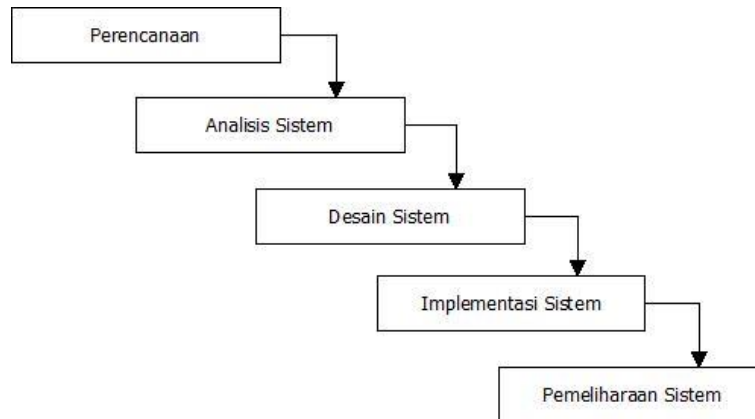 Perencanaan
Analisis Sistem
Desain Sistem
Implementasi Sistem
Pemeliharaan Sistem